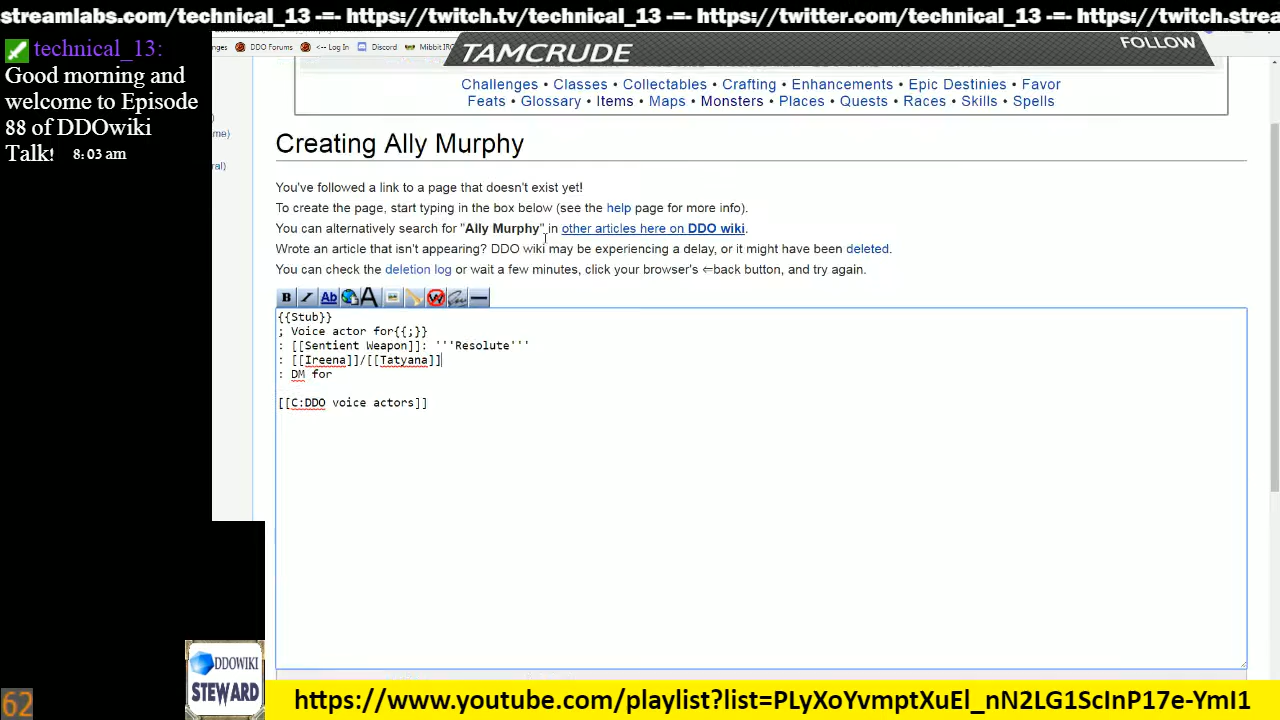 streamlabs.com/technical_13 -=- https://twitch.tv/technical_13 -=- https://twitter.com/technical_13 -=- https://twitch.strea
technical_13:
Good morning and
welcome to Episode
88 of DDOwiki
Talk! 8:03 am
nges DDO Forums <-- Log In Discord Mibbit IRC
TAMCRUDE
FOLLOW
Challenges • Classes • Collectables • Crafting • Enhancements • Epic Destinies • Favor
Feats • Glossary • Items • Maps • Monsters • Places • Quests • Races • Skills • Spells
me)
ral)
Creating Ally Murphy
You've followed a link to a page that doesn't exist yet!
To create the page, start typing in the box below (see the help page for more info).
You can alternatively search for "Ally Murphy" in other articles here on DDO wiki.
Wrote an article that isn't appearing? DDO wiki may be experiencing a delay, or it might have been deleted.
You can check the deletion log or wait a few minutes, click your browser's ⇐back button, and try again.
B I Ab A W
{{Stub}}
; Voice actor for{{;}}
: [[Sentient Weapon]]: '''Resolute'''
: [[Ireena]]/[[Tatyana]]
: DM for
[[C:DDO voice actors]]
DDOWIKI
STEWARD
62
https://www.youtube.com/playlist?list=PLyXoYvmptXuEl_nN2LG1ScInP17e-YmI1